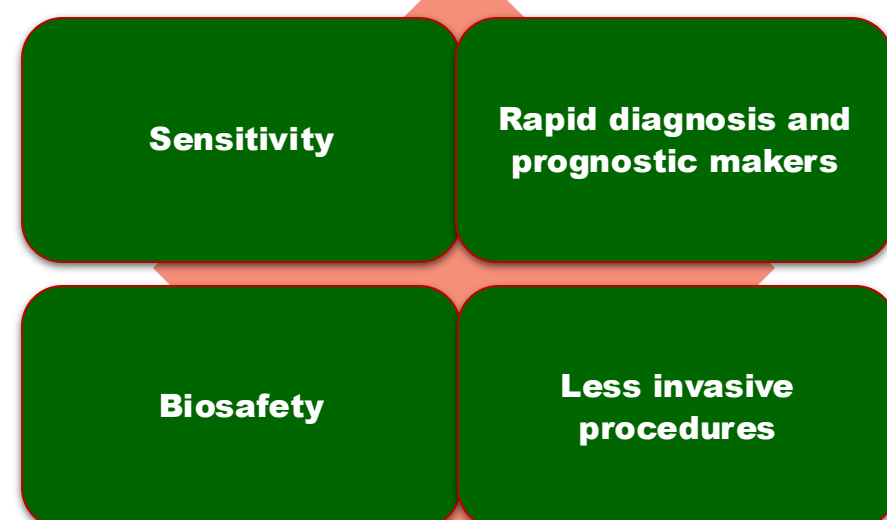 Sensitivity
Rapid diagnosis and
prognostic makers
Biosafety
Less invasive
procedures